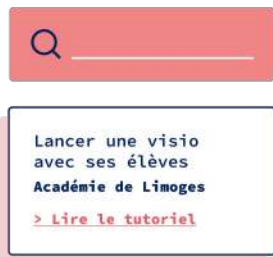 Lancer une visio
avec ses élèves
Académie de Limoges
> Lire le tutoriel